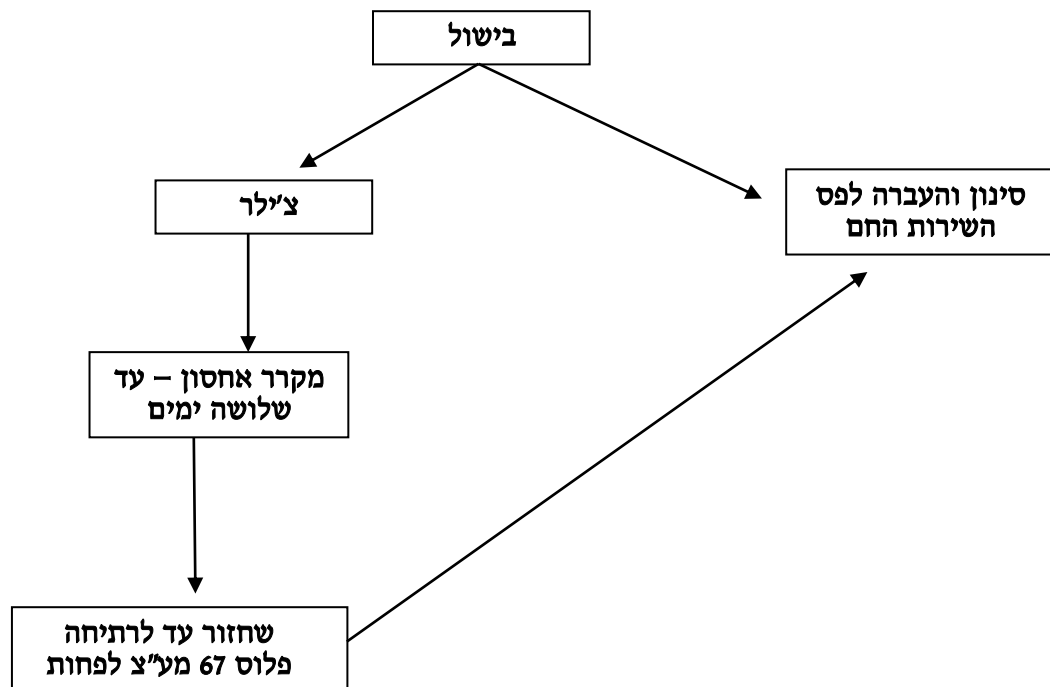 בישול
צ'ילר
סינון והעברה לפס
השירות החם
מקרר אחסון – עד
שלושה ימים
שחזור עד לרתיחה
פלוס 67 מע"צ לפחות